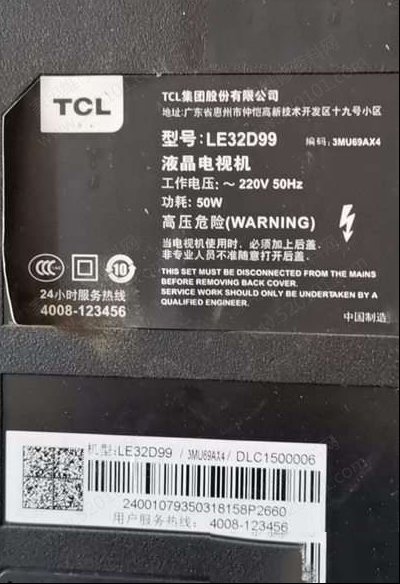 TCL
TCL集团股份有限公司
地址:广东省惠州市仲恺高新技术开发区十九号小区
型号: LE32D99 编码: 3MU69AX4
液晶电视机
工作电压: ～ 220V 50Hz
功耗: 50W
高压危险(WARNING)
当电视机使用时, 必须加上后盖.
非专业人员不准随意打开后盖.
THIS SET MUST BE DISCONNECTED FROM THE MAINS
BEFORE REMOVING BACK COVER.
SERVICE WORK SHOULD ONLY BE UNDERTAKEN BY A
QUALIFIED ENGINEER.
CCC
10
24小时服务热线
4008-123456
中国制造
机型:LE32D99 / 3MU69AX4/ DLC1500006
24001079350318158P2660
用户服务热线: 4008-123456